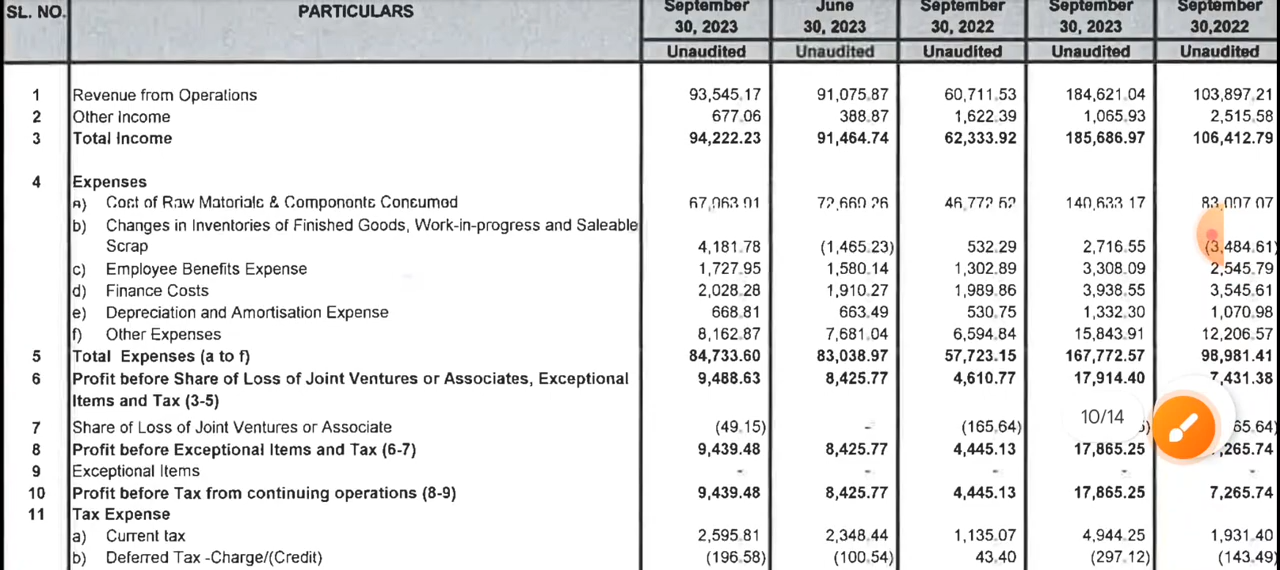 SL. NO. PARTICULARS September 30, 2023 June 30, 2023 September 30, 2022 September 30, 2023 September 30,2022
Unaudited Unaudited Unaudited Unaudited Unaudited
1 Revenue from Operations 93,545.17 91,075.87 60,711.53 184,621.04 103,897.21
2 Other Income 677.06 388.87 1,622.39 1,065.93 2,515.58
3 Total Income 94,222.23 91,464.74 62,333.92 185,686.97 106,412.79
4 Expenses
a) Cost of Raw Materials & Components Consumed 67,963.91 72,669.26 46,772.52 140,633.17 83,097.07
b) Changes in Inventories of Finished Goods, Work-in-progress and Saleable
Scrap 4,181.78 (1,465.23) 532.29 2,716.55 (3,484.61)
c) Employee Benefits Expense 1,727.95 1,580.14 1,302.89 3,308.09 2,545.79
d) Finance Costs 2,028.28 1,910.27 1,989.86 3,938.55 3,545.61
e) Depreciation and Amortisation Expense 668.81 663.49 530.75 1,332.30 1,070.98
f) Other Expenses 8,162.87 7,681.04 6,594.84 15,843.91 12,206.57
5 Total Expenses (a to f) 84,733.60 83,038.97 57,723.15 167,772.57 98,981.41
6 Profit before Share of Loss of Joint Ventures or Associates, Exceptional 9,488.63 8,425.77 4,610.77 17,914.40 7,431.38
Items and Tax (3-5)
10/14
7 Share of Loss of Joint Ventures or Associate (49.15) - (165.64) 65.64)
8 Profit before Exceptional Items and Tax (6-7) 9,439.48 8,425.77 4,445.13 17,865.25 ,265.74
9 Exceptional Items - - - - -
10 Profit before Tax from continuing operations (8-9) 9,439.48 8,425.77 4,445.13 17,865.25 7,265.74
11 Tax Expense
a) Current tax 2,595.81 2,348.44 1,135.07 4,944.25 1,931.40
b) Deferred Tax -Charge/(Credit) (196.58) (100.54) 43.40 (297.12) (143.49)